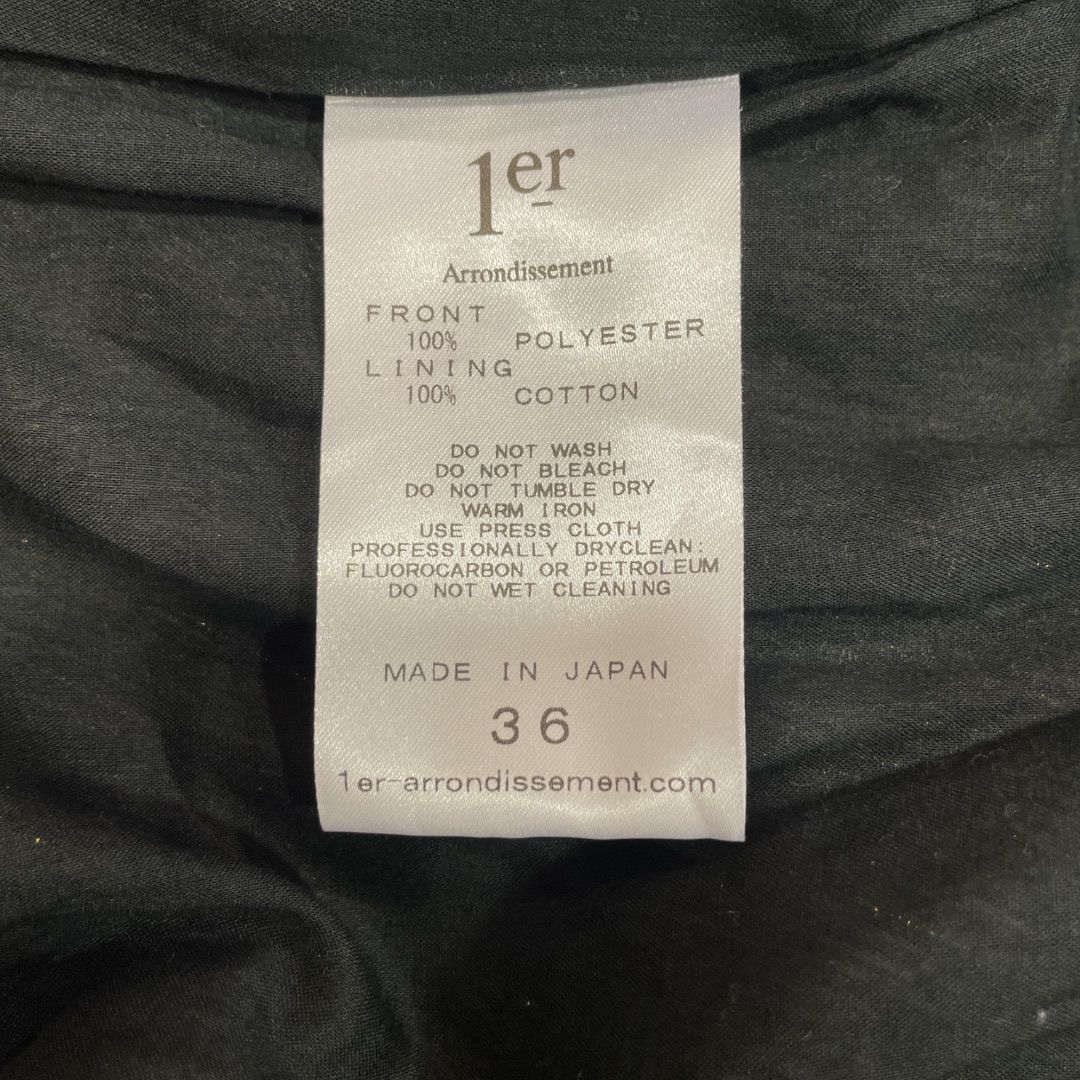 1er
Arrondissement
FRONT
100% POLYESTER
LINING
100% COTTON
DO NOT WASH
DO NOT BLEACH
DO NOT TUMBLE DRY
WARM IRON
USE PRESS CLOTH
PROFESSIONALLY DRYCLEAN:
FLUOROCARBON OR PETROLEUM
DO NOT WET CLEANING
MADE IN JAPAN
36
1er-arrondissement.com